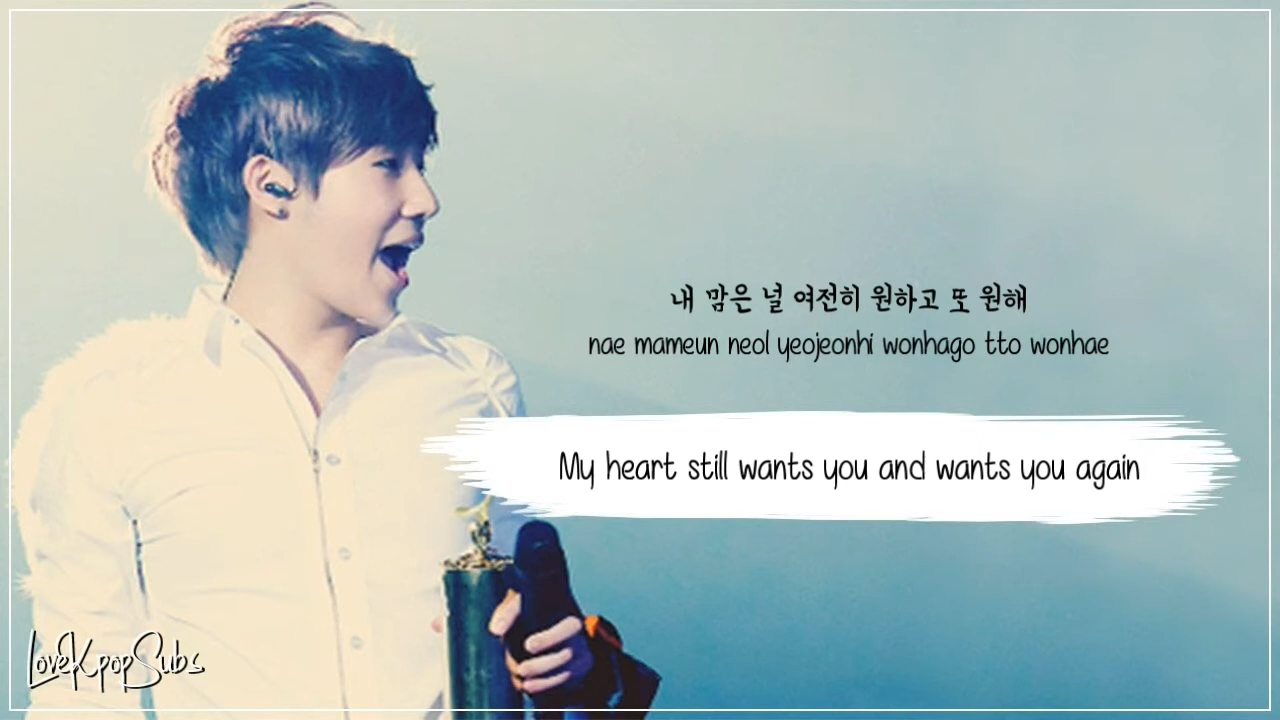 내 맘은 널 여전히 원하고 또 원해
nae mameun neol yeojeonhi wonhago tto wonhae
My heart still wants you and wants you again
LoveKpopSubs